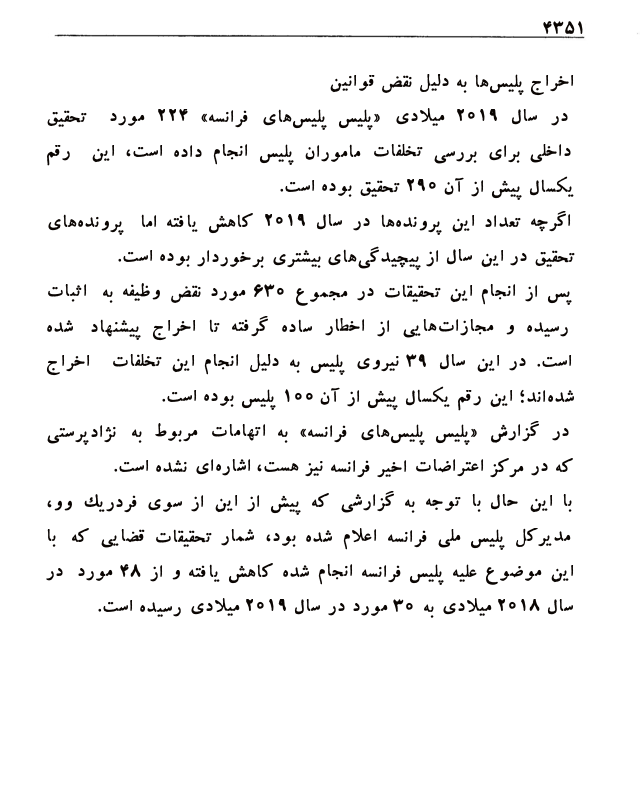 ۴۳۵۱
اخراج پلیس‌ها به دلیل نقض قوانین
در سال ۲۰۱۹ میلادی «پلیس پلیس‌های فرانسه» ۲۲۴ مورد تحقیق
داخلی برای بررسی تخلفات ماموران پلیس انجام داده است، این رقم
یکسال پیش از آن ۲۹۰ تحقیق بوده است.
اگرچه تعداد این پرونده‌ها در سال ۲۰۱۹ کاهش یافته اما پرونده‌های
تحقیق در این سال از پیچیدگی‌های بیشتری برخوردار بوده است.
پس از انجام این تحقیقات در مجموع ۶۳۰ مورد نقض وظیفه به اثبات
رسیده و مجازات‌هایی از اخطار ساده گرفته تا اخراج پیشنهاد شده
است. در این سال ۳۹ نیروی پلیس به دلیل انجام این تخلفات اخراج
شده‌اند؛ این رقم یکسال پیش از آن ۱۰۰ پلیس بوده است.
در گزارش «پلیس پلیس‌های فرانسه» به اتهامات مربوط به نژادپرستی
که در مرکز اعتراضات اخیر فرانسه نیز هست، اشاره‌ای نشده است.
با این حال با توجه به گزارشی که پیش از این از سوی فردریك وو،
مدیرکل پلیس ملی فرانسه اعلام شده بود، شمار تحقیقات قضایی که با
این موضوع علیه پلیس فرانسه انجام شده کاهش یافته و از ۴۸ مورد در
سال ۲۰۱۸ میلادی به ۳۰ مورد در سال ۲۰۱۹ میلادی رسیده است.